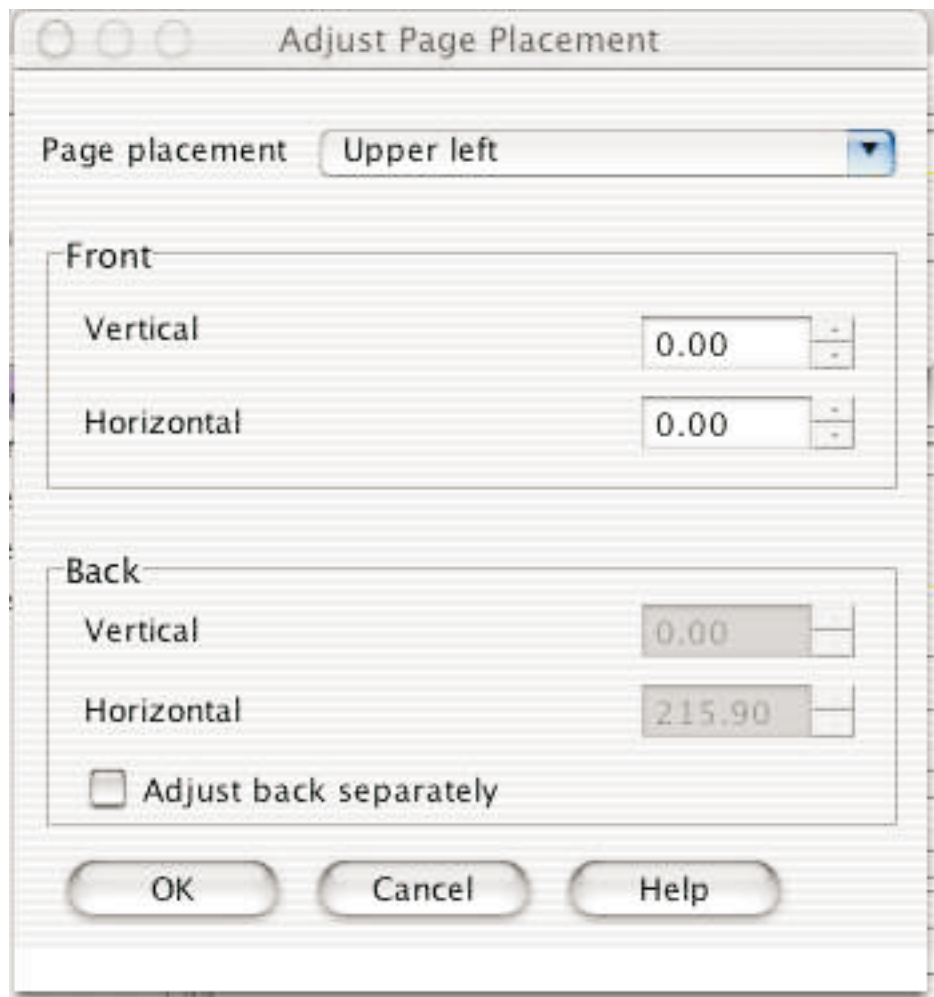 Adjust Page Placement
Page placement Upper left
Front
Vertical 0.00
Horizontal 0.00
Back
Vertical 0.00
Horizontal 215.90
Adjust back separately
OK Cancel Help